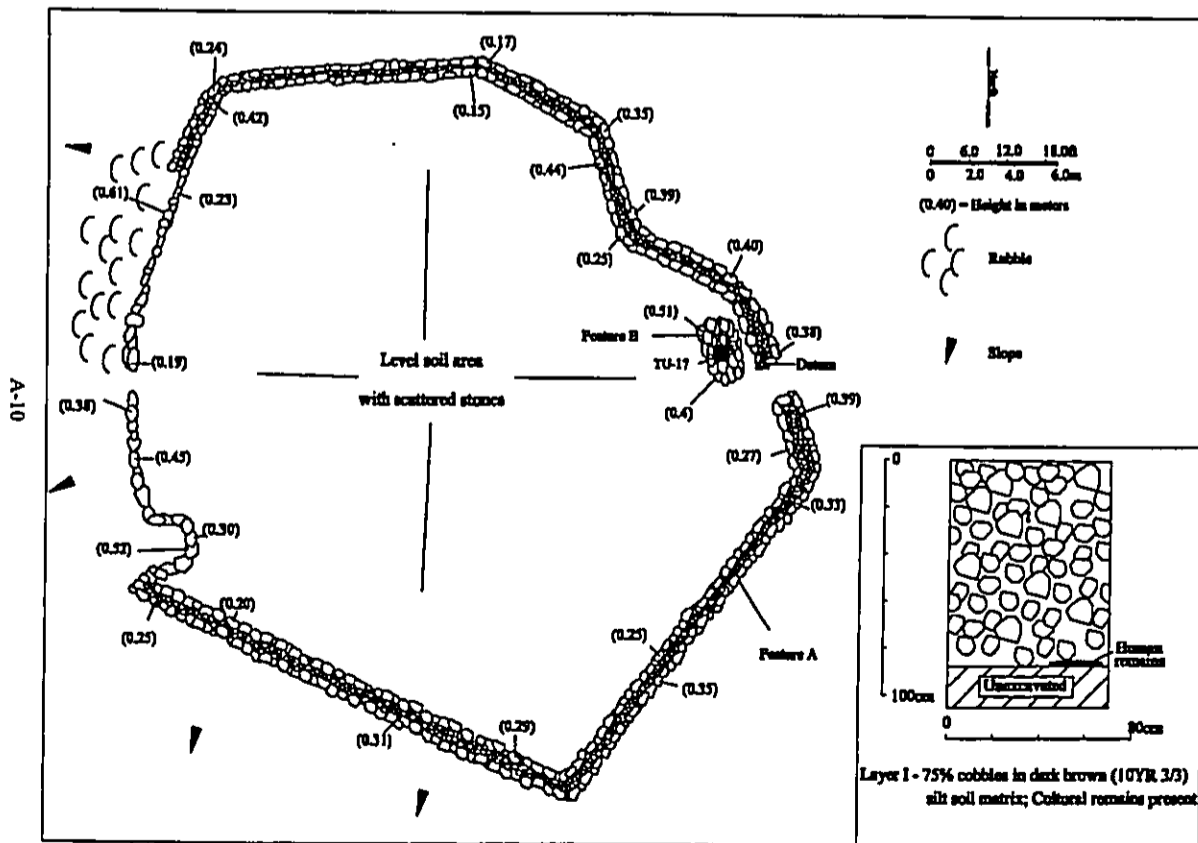 (0.24)
(0.17)
(0.42)
(0.15)
(0.35)
(0.44)
(0.61)
(0.23)
(0.39)
(0.25)
(0.40)
(0.51)
Feature B
(0.38)
TU-17
Datum
(0.19)
Level soil area
with scattered stones
(0.4)
(0.38)
(0.39)
(0.45)
(0.27)
(0.33)
(0.30)
(0.52)
(0.20)
(0.25)
(0.25)
Feature A
(0.35)
(0.29)
(0.31)
A-10
North
0 6.0 12.0 18.0ft
0 2.0 4.0 6.0m
(0.40) = Height in meters
Rubble
Slope
0
I
Human
remains
Unexcavated
100cm
0 80cm
Layer I - 75% cobbles in dark brown (10YR 3/3)
silt soil matrix; Cultural remains present